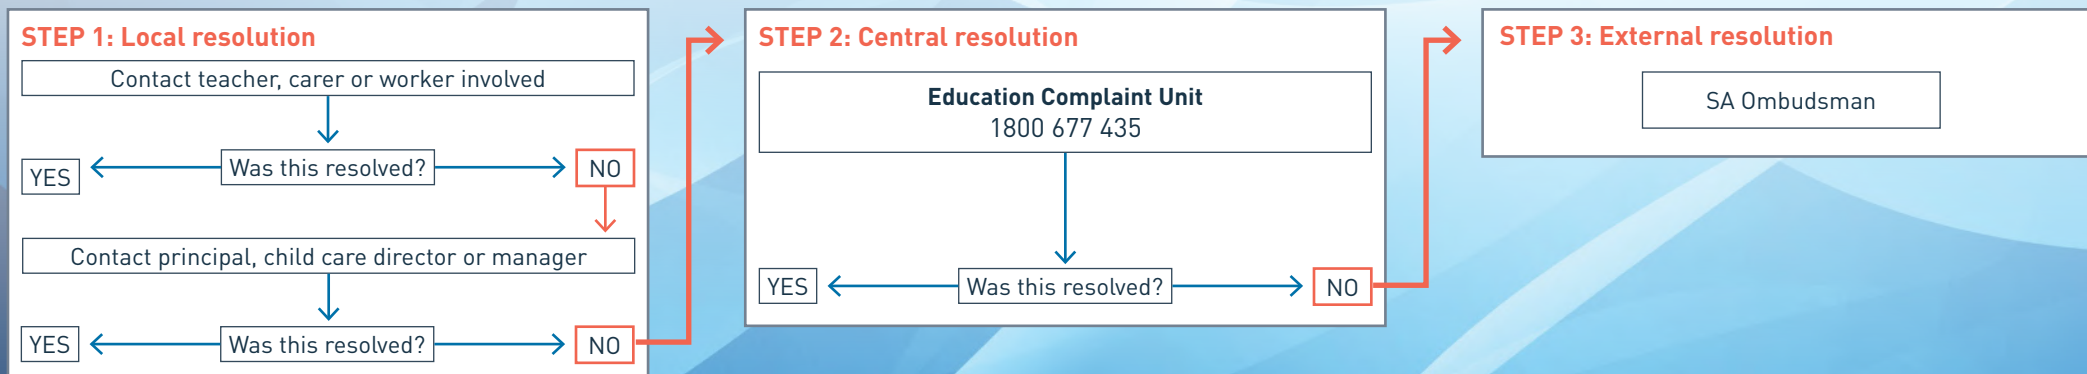 STEP 1: Local resolution
Contact teacher, carer or worker involved
Was this resolved?
YES
NO
Contact principal, child care director or manager
Was this resolved?
YES
NO
STEP 2: Central resolution
Education Complaint Unit
1800 677 435
Was this resolved?
YES
NO
STEP 3: External resolution
SA Ombudsman